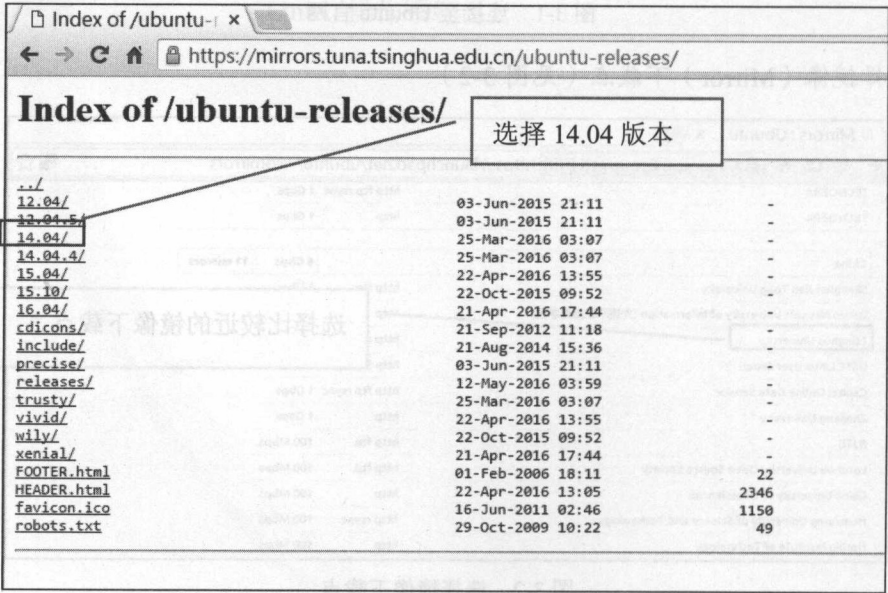 Index of /ubuntu-r ×
https://mirrors.tuna.tsinghua.edu.cn/ubuntu-releases/
Index of /ubuntu-releases/
选择 14.04 版本
../
12.04/ 03-Jun-2015 21:11 -
12.04.5/ 03-Jun-2015 21:11 -
14.04/ 25-Mar-2016 03:07 -
14.04.4/ 25-Mar-2016 03:07 -
15.04/ 22-Apr-2016 13:55 -
15.10/ 22-Oct-2015 09:52 -
16.04/ 21-Apr-2016 17:44 -
cdicons/ 21-Sep-2012 11:18 -
include/ 21-Aug-2014 15:36 -
precise/ 03-Jun-2015 21:11 -
releases/ 12-May-2016 03:59 -
trusty/ 25-Mar-2016 03:07 -
vivid/ 22-Apr-2016 13:55 -
wily/ 22-Oct-2015 09:52 -
xenial/ 21-Apr-2016 17:44 -
FOOTER.html 01-Feb-2006 18:11 22
HEADER.html 22-Apr-2016 13:05 2346
favicon.ico 16-Jun-2011 02:46 1150
robots.txt 29-Oct-2009 10:22 49